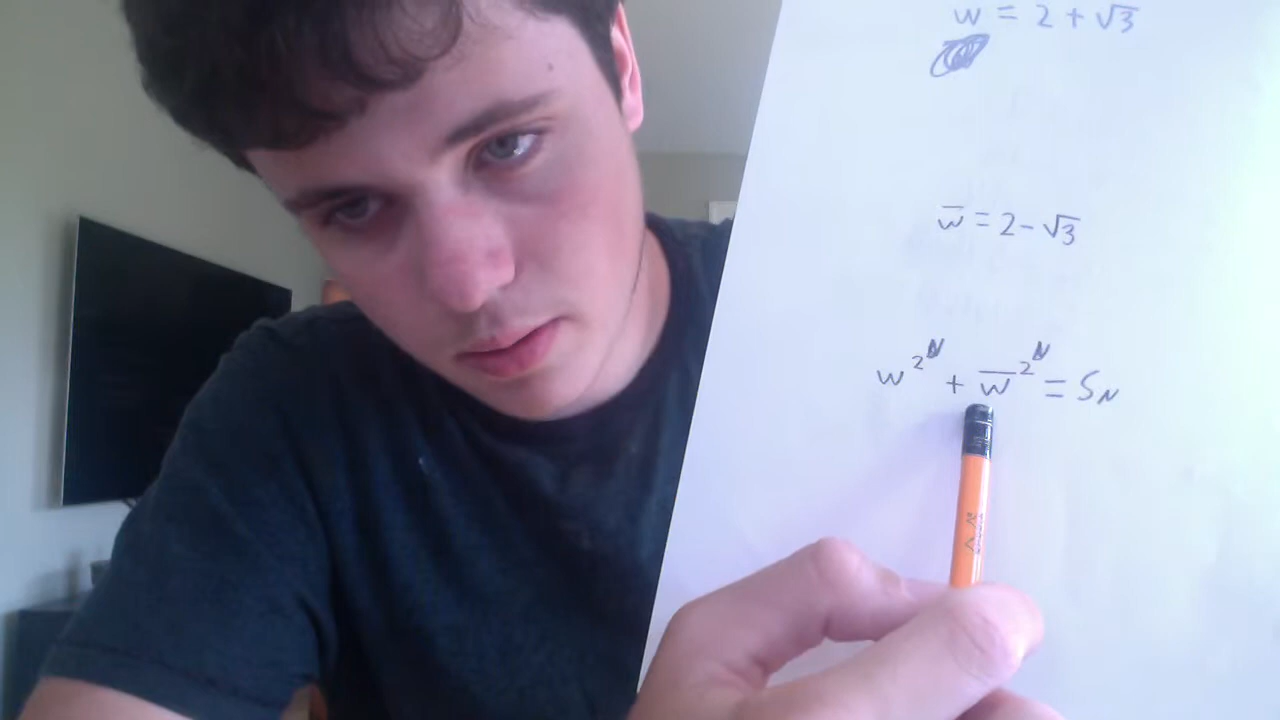 w = 2 + √3
w̅ = 2 - √3
w^2^N + w̅^2^N = S_N